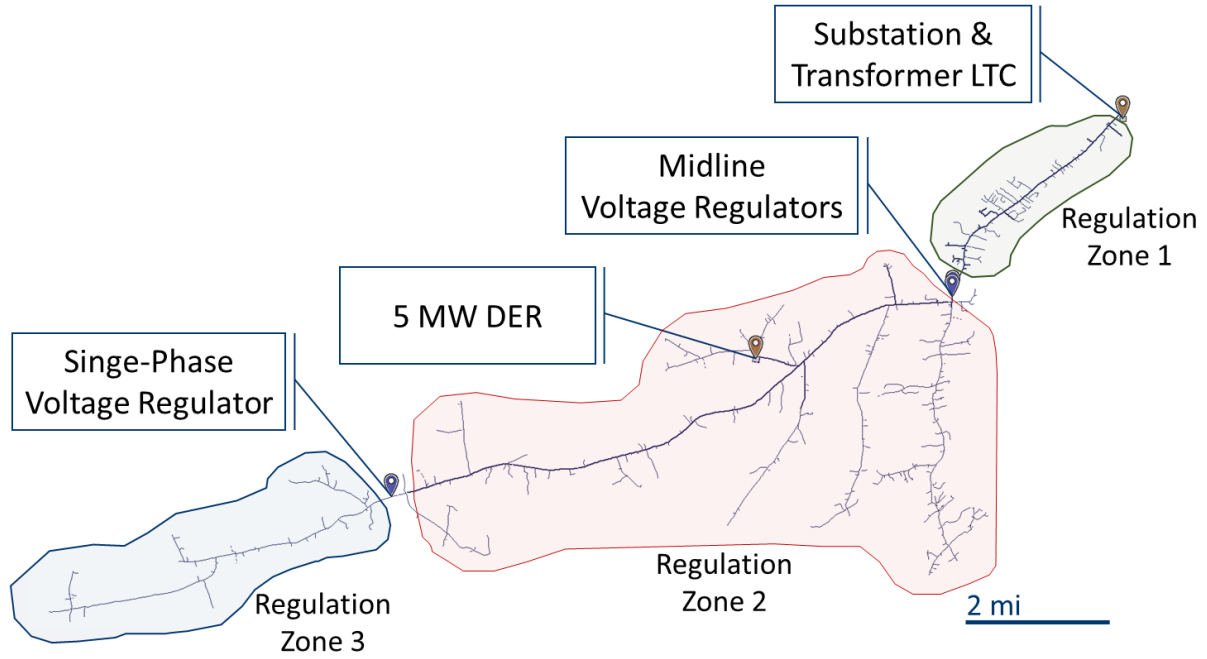 Substation &
Transformer LTC
Midline
Voltage Regulators
Regulation
Zone 1
5 MW DER
Singe-Phase
Voltage Regulator
Regulation
Zone 2
2 mi
Regulation
Zone 3